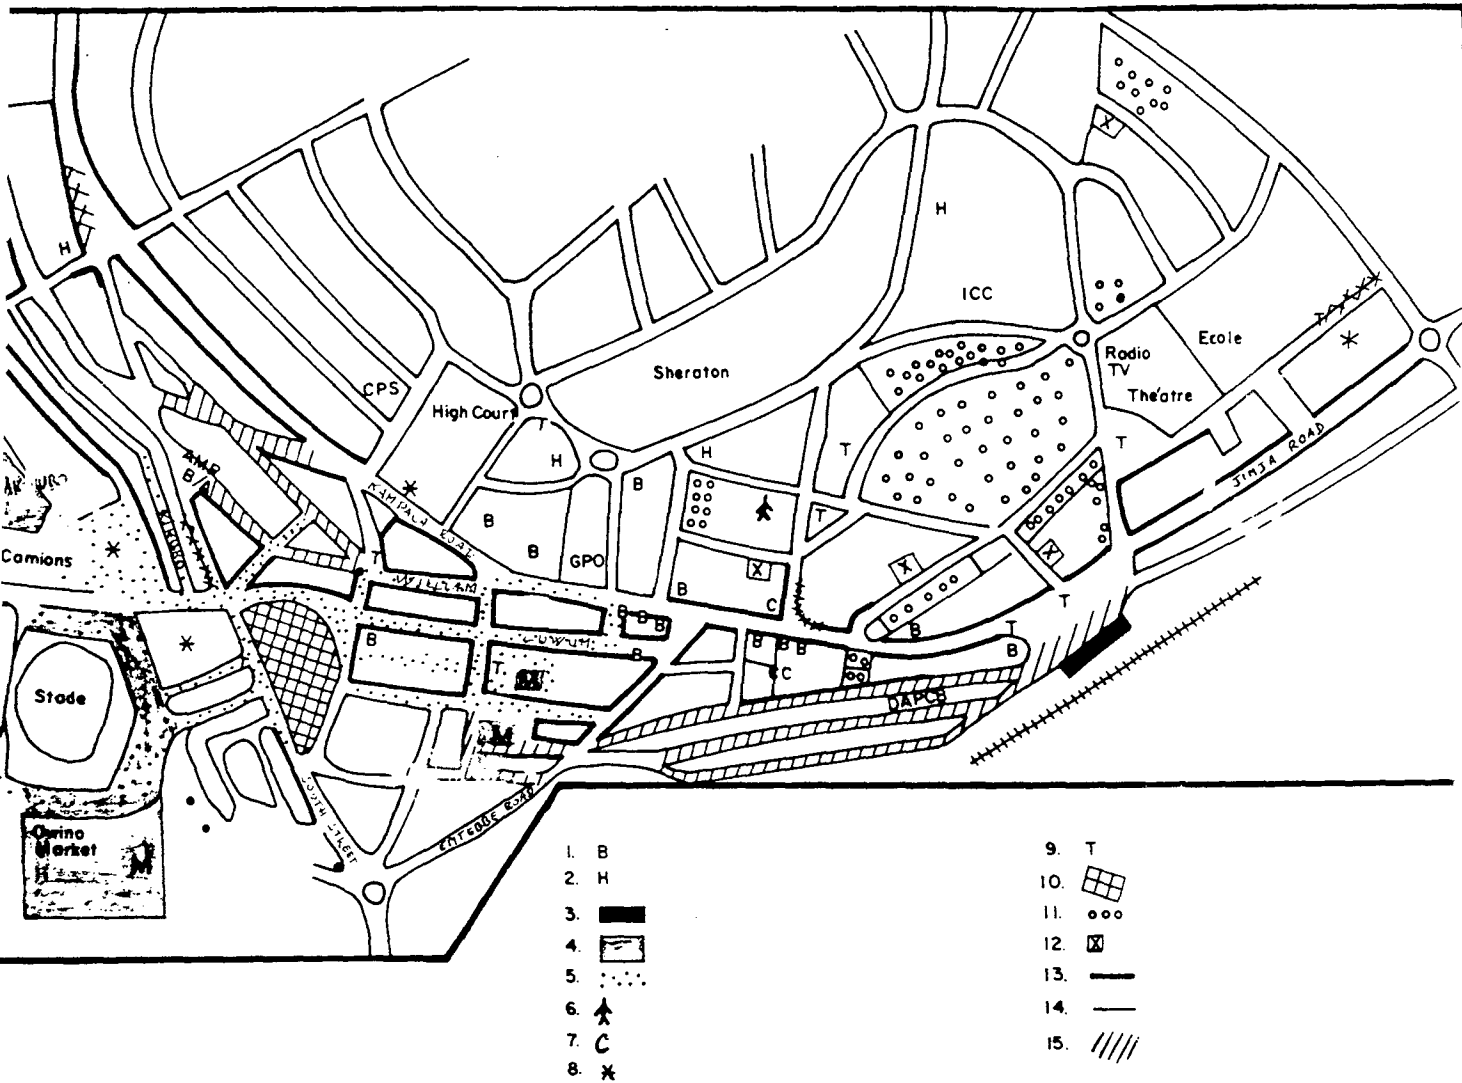 H
X
H
ICC
Radio
TV
Ecole
Théatre
Sheraton
CPS
High Court
T
H
H
T
T
B
B
B
GPO
T
KAMPALA
ROAD
JINJA ROAD
AMR
B/A
KIKUBO
Camions
T
WILLIAM
LUWUM
X
X
X
B
C
T
B
B
B
B
B
B
B
B
B
T
B
B
C
T
M
M
DAPCB
Stade
Owino
Market
H
M
SOUTH STREET
ENTEBBE ROAD
1. B
2. H
3.
4.
5.
6.
7. C
8.
9. T
10.
11.
12. X
13.
14.
15.